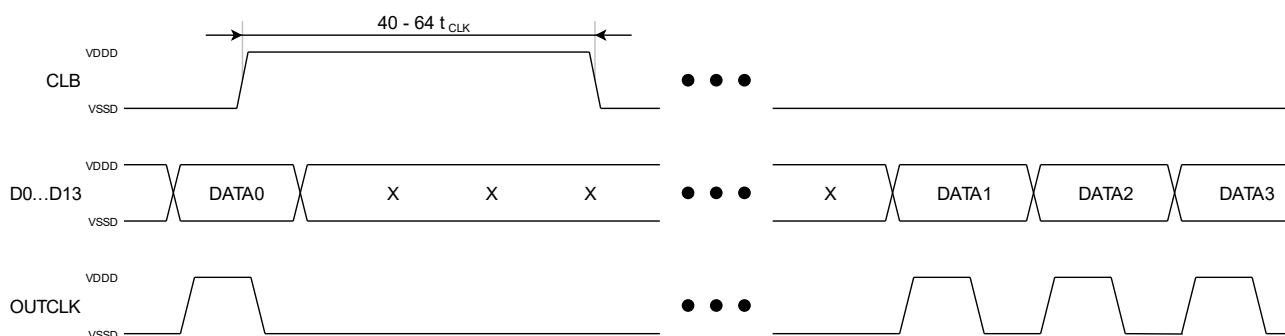 40 - 64 t CLK
VDDD
CLB
VSSD
VDDD
D0...D13 DATA0 X X X X DATA1 DATA2 DATA3
VSSD
VDDD
OUTCLK
VSSD